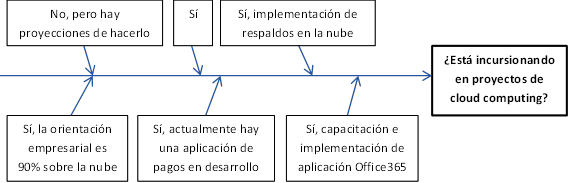 No, pero hay
proyecciones de hacerlo
Sí
Sí, implementación de
respaldos en la nube
¿Está incursionando
en proyectos de
cloud computing?
Sí, la orientación
empresarial es
90% sobre la nube
Sí, actualmente hay
una aplicación de
pagos en desarrollo
Sí, capacitación e
implementación de
aplicación Office365